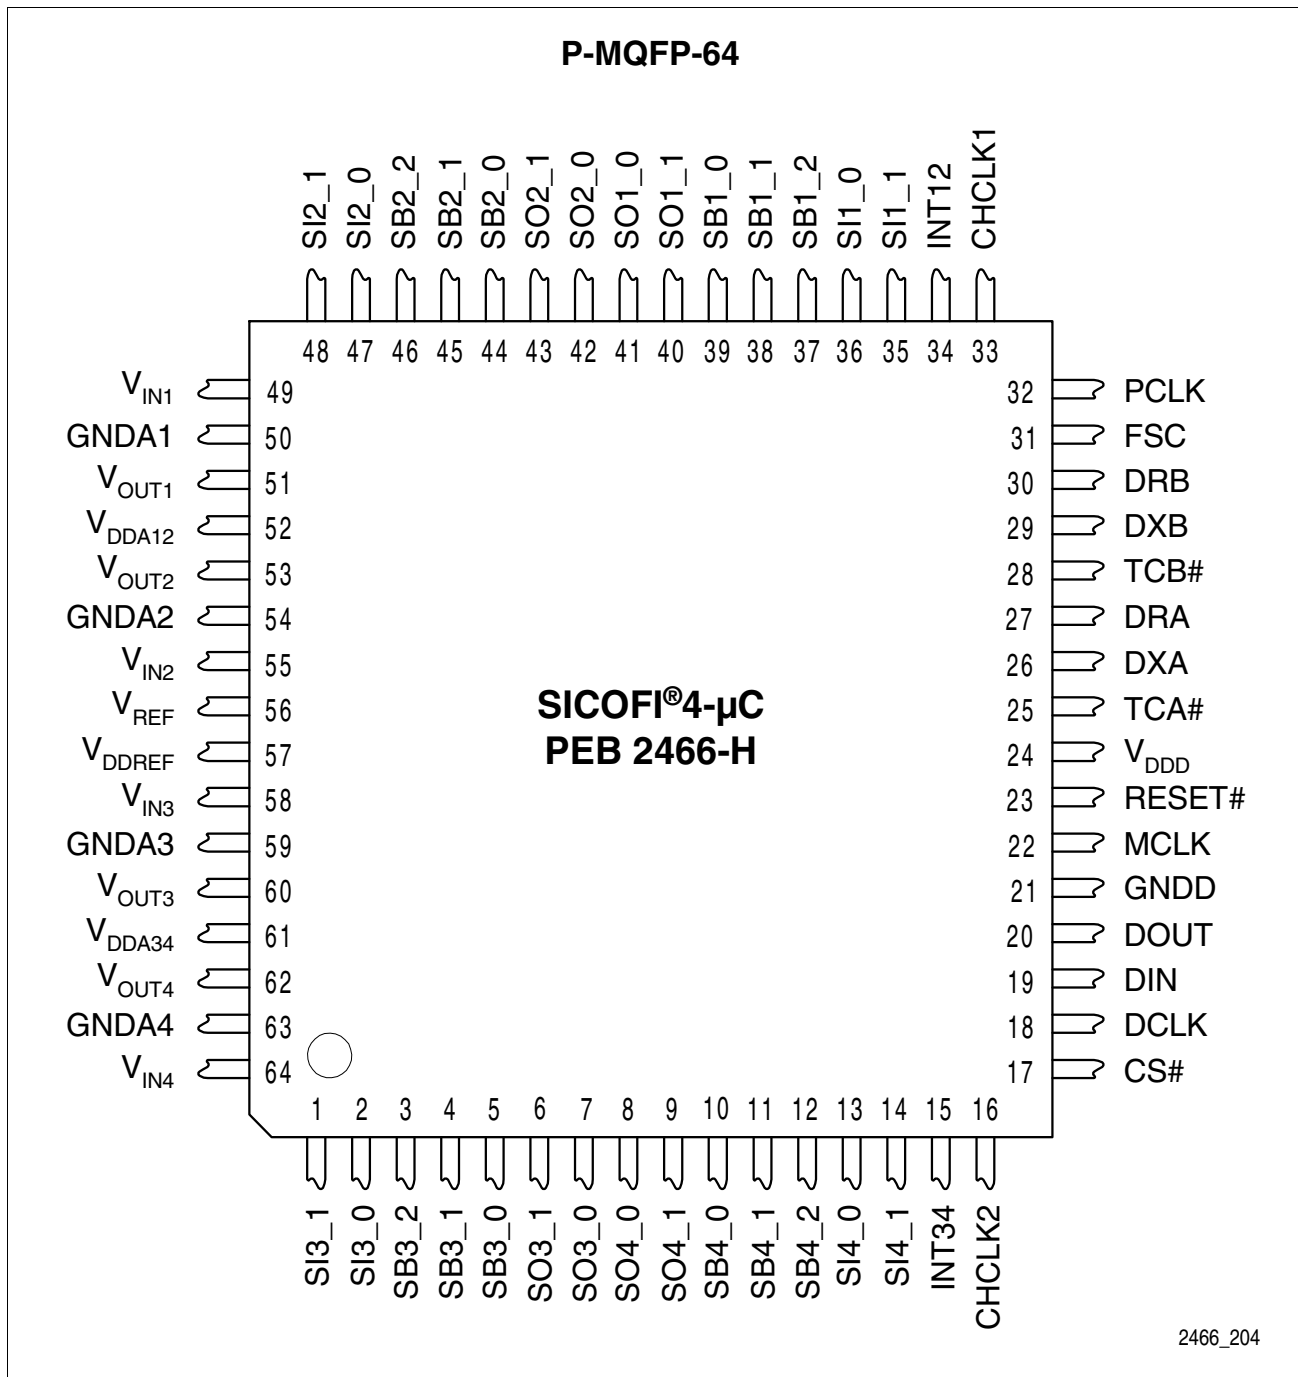 P-MQFP-64
SI2_1
SI2_0
SB2_2
SB2_1
SB2_0
SO2_1
SO2_0
SO1_0
SO1_1
SB1_0
SB1_1
SB1_2
SI1_0
SI1_1
INT12
CHCLK1
48 47 46 45 44 43 42 41 40 39 38 37 36 35 34 33
VIN1 49 32 PCLK
GNDA1 50 31 FSC
VOUT1 51 30 DRB
VDDA12 52 29 DXB
VOUT2 53 28 TCB#
GNDA2 54 27 DRA
VIN2 55 26 DXA
VREF 56 25 TCA#
VDDREF 57 24 VDDD
VIN3 58 23 RESET#
GNDA3 59 22 MCLK
VOUT3 60 21 GNDD
VDDA34 61 20 DOUT
VOUT4 62 19 DIN
GNDA4 63 18 DCLK
VIN4 64 17 CS#
SICOFI®4-µC
PEB 2466-H
1 2 3 4 5 6 7 8 9 10 11 12 13 14 15 16
SI3_1
SI3_0
SB3_2
SB3_1
SB3_0
SO3_1
SO3_0
SO4_0
SO4_1
SB4_0
SB4_1
SB4_2
SI4_0
SI4_1
INT34
CHCLK2
2466_204